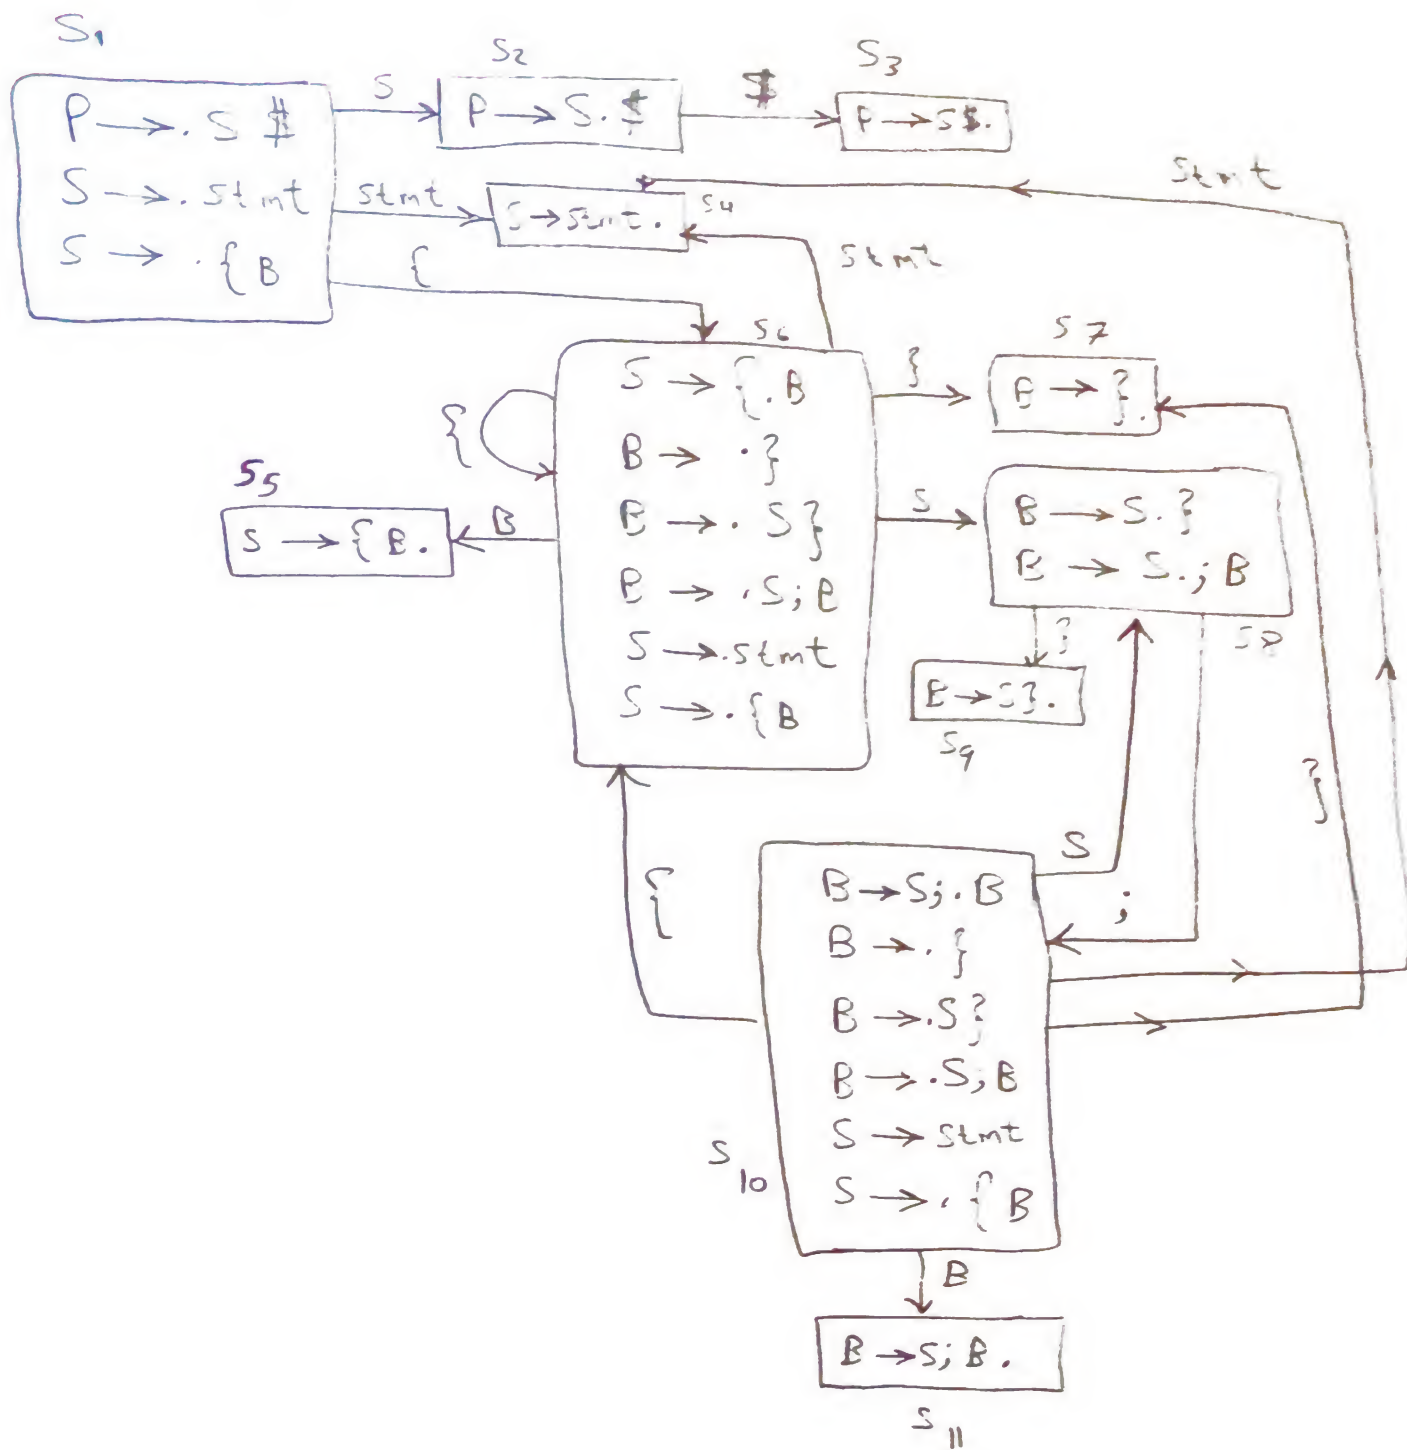 S1
P → . S $
S → . stmt
S → . { B
S
S2
P → S . $
$
S3
P → S $ .
stmt
S → stmt .
S4
{
stmt
stmt
S6
S → { . B
B → . }
B → . S }
B → . S ; B
S → . stmt
S → . { B
{
B
S5
S → { B .
}
S7
B → } .
S
B → S . }
B → S . ; B
S8
}
B → S } .
S9
S
;
}
{
B → S ; . B
B → . }
B → . S }
B → . S ; B
S → stmt
S → . { B
S10
B
B → S ; B .
S11